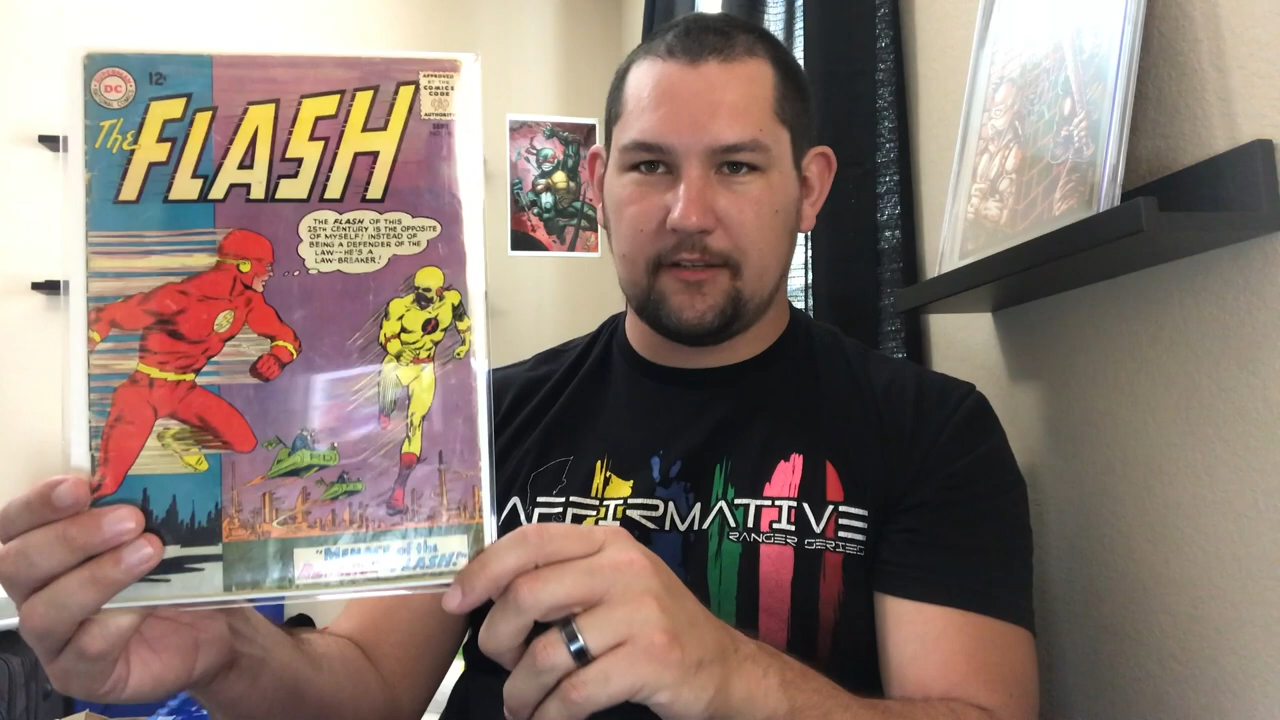 12¢
DC
APPROVED
BY THE
COMICS
CODE
AUTHORITY
SEPT.
The FLASH
THE FLASH OF THIS
25TH CENTURY IS THE OPPOSITE
OF MYSELF! INSTEAD OF
BEING A DEFENDER OF THE
LAW--HE'S A
LAW-BREAKER!
PD
"MENACE of the
FLASH!"
AFFIRMATIVE
RANGER SERIES